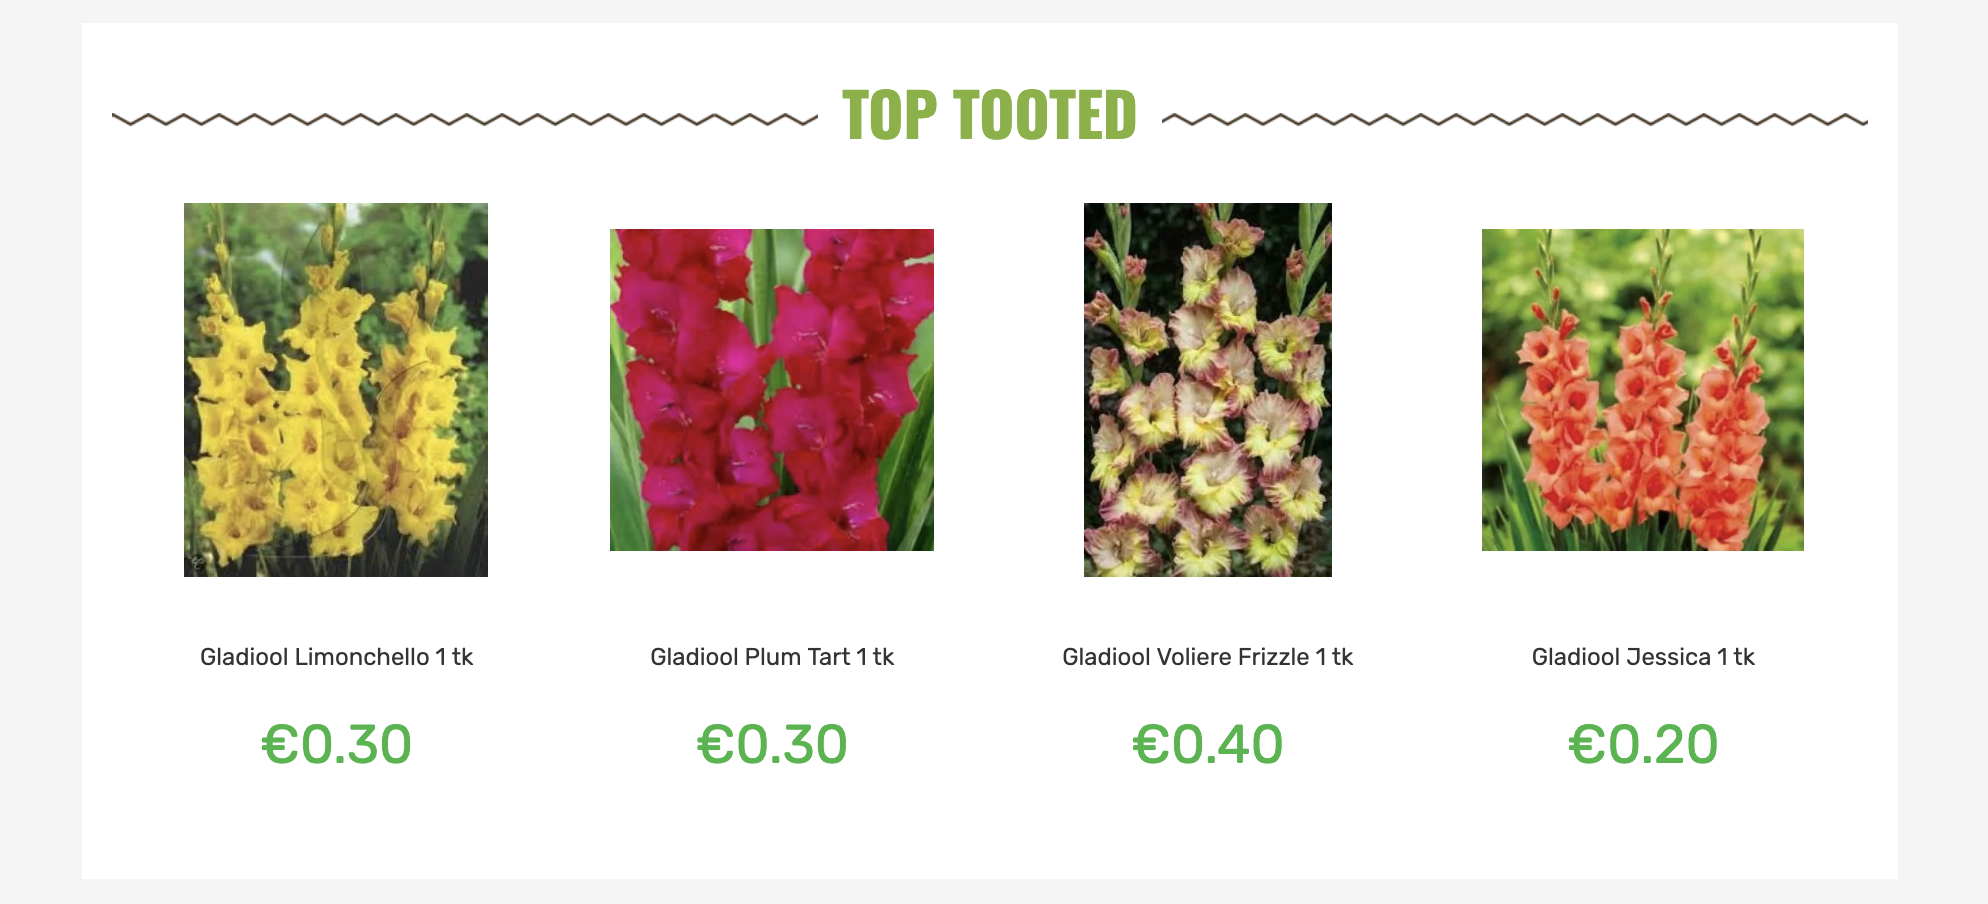 TOP TOOTED
Gladiool Limonchello 1 tk
Gladiool Plum Tart 1 tk
Gladiool Voliere Frizzle 1 tk
Gladiool Jessica 1 tk
€0.30
€0.30
€0.40
€0.20